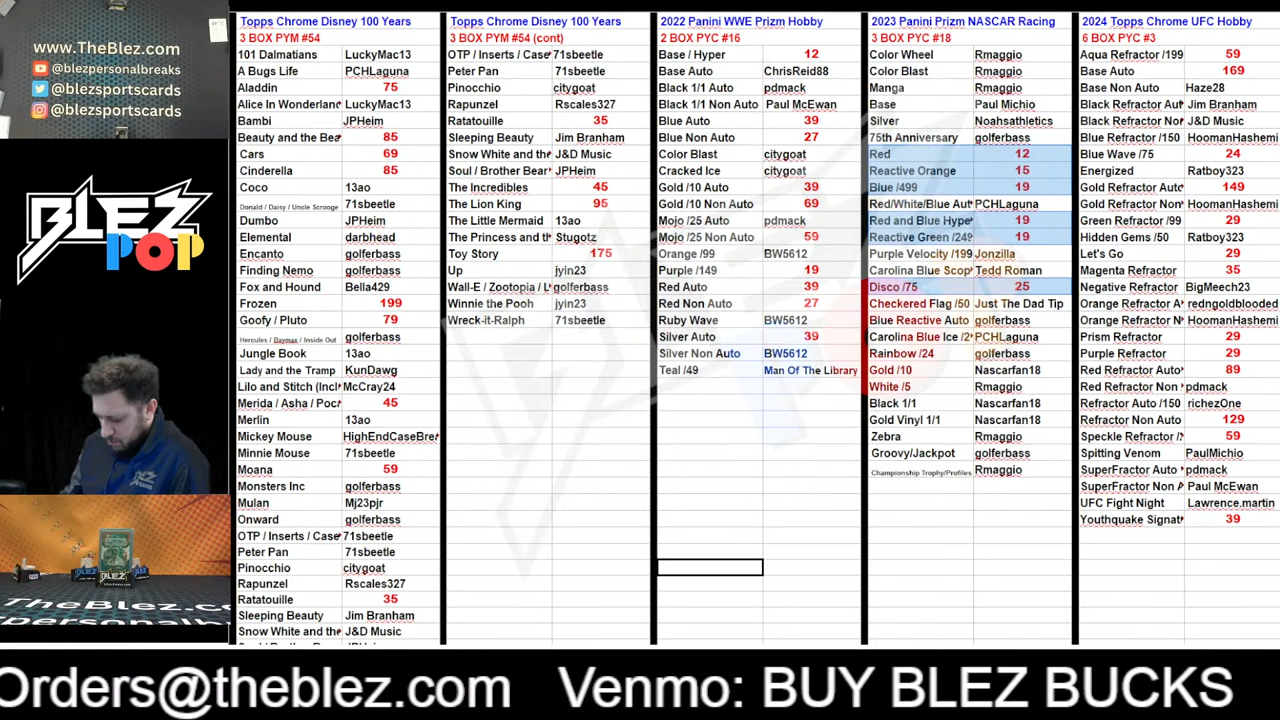 www.TheBlez.com
@blezpersonalbreaks
@blezsportscards
@blezsportscards
BLEZ
POP
BLEZ
TheBlez.c
Topps Chrome Disney 100 Years
3 BOX PYM #54
101 Dalmatians LuckyMac13
A Bugs Life PCHLaguna
Aladdin 75
Alice In Wonderlan LuckyMac13
Bambi JPHeim
Beauty and the Bea 85
Cars 69
Cinderella 85
Coco 13ao
Donald / Daisy / Uncle Scrooge 71sbeetle
Dumbo JPHeim
Elemental darbhead
Encanto golferbass
Finding Nemo golferbass
Fox and Hound Bella429
Frozen 199
Goofy / Pluto 79
Hercules / Baymax / Inside Out golferbass
Jungle Book 13ao
Lady and the Tramp KunDawg
Lilo and Stitch (Incl McCray24
Merida / Asha / Poc 45
Merlin 13ao
Mickey Mouse HighEndCaseBre
Minnie Mouse 71sbeetle
Moana 59
Monsters Inc golferbass
Mulan Mj23pjr
Onward golferbass
OTP / Inserts / Case 71sbeetle
Peter Pan 71sbeetle
Pinocchio citygoat
Rapunzel Rscales327
Ratatouille 35
Sleeping Beauty Jim Branham
Snow White and the J&D Music
Topps Chrome Disney 100 Years
3 BOX PYM #54 (cont)
OTP / Inserts / Case 71sbeetle
Peter Pan 71sbeetle
Pinocchio citygoat
Rapunzel Rscales327
Ratatouille 35
Sleeping Beauty Jim Branham
Snow White and the J&D Music
Soul / Brother Bear JPHeim
The Incredibles 45
The Lion King 95
The Little Mermaid 13ao
The Princess and th Stugotz
Toy Story 175
Up jyin23
Wall-E / Zootopia / L golferbass
Winnie the Pooh jyin23
Wreck-it-Ralph 71sbeetle
2022 Panini WWE Prizm Hobby
2 BOX PYC #16
Base / Hyper 12
Base Auto ChrisReid88
Black 1/1 Auto pdmack
Black 1/1 Non Auto Paul McEwan
Blue Auto 39
Blue Non Auto 27
Color Blast citygoat
Cracked Ice citygoat
Gold /10 Auto 39
Gold /10 Non Auto 69
Mojo /25 Auto pdmack
Mojo /25 Non Auto 59
Orange /99 BW5612
Purple /149 19
Red Auto 39
Red Non Auto 27
Ruby Wave BW5612
Silver Auto 39
Silver Non Auto BW5612
Teal /49 Man Of The Library
2023 Panini Prizm NASCAR Racing
3 BOX PYC #18
Color Wheel Rmaggio
Color Blast Rmaggio
Manga Rmaggio
Base Paul Michio
Silver Noahsathletics
75th Anniversary golferbass
Red 12
Reactive Orange 15
Blue /499 19
Red/White/Blue Aut PCHLaguna
Red and Blue Hype 19
Reactive Green /249 19
Purple Velocity /199 Jonzilla
Carolina Blue Scop Tedd Roman
Disco /75 25
Checkered Flag /50 Just The Dad Tip
Blue Reactive Auto golferbass
Carolina Blue Ice /2 PCHLaguna
Rainbow /24 golferbass
Gold /10 Nascarfan18
White /5 Rmaggio
Black 1/1 Nascarfan18
Gold Vinyl 1/1 Nascarfan18
Zebra Rmaggio
Groovy/Jackpot golferbass
Championship Trophy/Profiles Rmaggio
2024 Topps Chrome UFC Hobby
6 BOX PYC #3
Aqua Refractor /199 59
Base Auto 169
Base Non Auto Haze28
Black Refractor Aut Jim Branham
Black Refractor Nor J&D Music
Blue Refractor /150 HoomanHashemi
Blue Wave /75 24
Energized Ratboy323
Gold Refractor Aut 149
Gold Refractor Non HoomanHashemi
Green Refractor /99 29
Hidden Gems /50 Ratboy323
Let's Go 29
Magenta Refractor 35
Negative Refractor BigMeech23
Orange Refractor A redngoldblooded
Orange Refractor N HoomanHashemi
Prism Refractor 29
Purple Refractor 29
Red Refractor Auto 89
Red Refractor Non pdmack
Refractor Auto /150 richezOne
Refractor Non Auto 129
Speckle Refractor / 59
Spitting Venom PaulMichio
SuperFractor Auto pdmack
SuperFractor Non A Paul McEwan
UFC Fight Night Lawrence.martin
Youthquake Signat 39
Orders@theblez.com Venmo: BUY BLEZ BUCKS